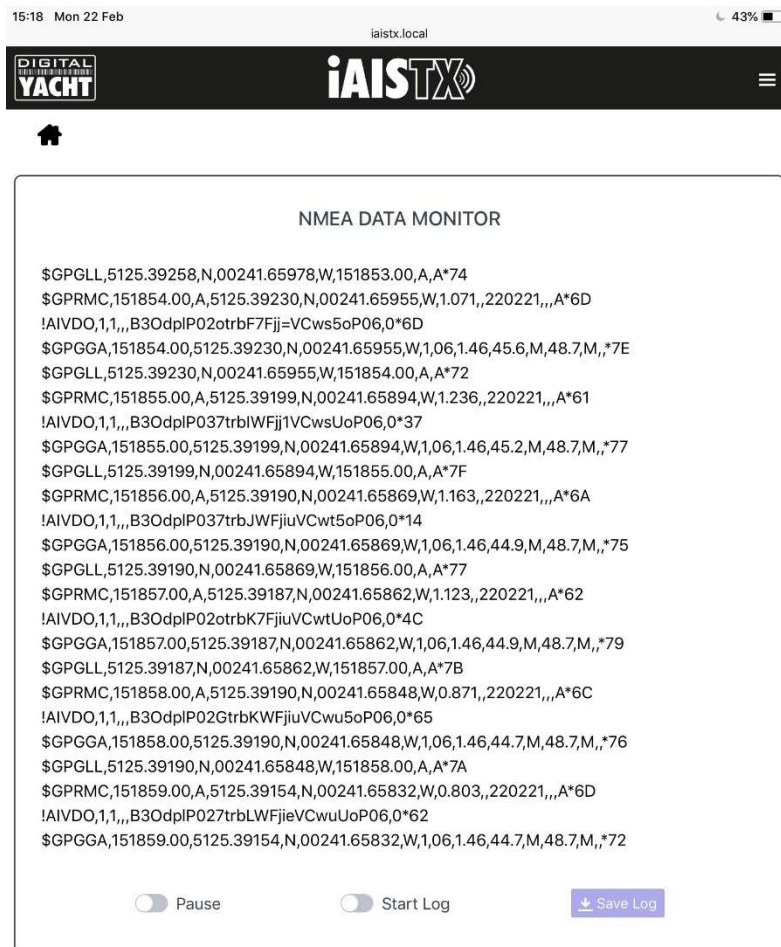 15:18 Mon 22 Feb
43%
iaistx.local
DIGITAL
YACHT
iAISTX
NMEA DATA MONITOR
$GPGLL,5125.39258,N,00241.65978,W,151853.00,A,A*74
$GPRMC,151854.00,A,5125.39230,N,00241.65955,W,1.071,,220221,,,A*6D
!AIVDO,1,1,,,B3OdplP02otrbF7Fjj=VCws5oP06,0*6D
$GPGGA,151854.00,5125.39230,N,00241.65955,W,1,06,1.46,45.6,M,48.7,M,,*7E
$GPGLL,5125.39230,N,00241.65955,W,151854.00,A,A*72
$GPRMC,151855.00,A,5125.39199,N,00241.65894,W,1.236,,220221,,,A*61
!AIVDO,1,1,,,B3OdplP037trbIWFjj1VCwsUoP06,0*37
$GPGGA,151855.00,5125.39199,N,00241.65894,W,1,06,1.46,45.2,M,48.7,M,,*77
$GPGLL,5125.39199,N,00241.65894,W,151855.00,A,A*7F
$GPRMC,151856.00,A,5125.39190,N,00241.65869,W,1.163,,220221,,,A*6A
!AIVDO,1,1,,,B3OdplP037trbJWFjiuVCwt5oP06,0*14
$GPGGA,151856.00,5125.39190,N,00241.65869,W,1,06,1.46,44.9,M,48.7,M,,*75
$GPGLL,5125.39190,N,00241.65869,W,151856.00,A,A*77
$GPRMC,151857.00,A,5125.39187,N,00241.65862,W,1.123,,220221,,,A*62
!AIVDO,1,1,,,B3OdplP02otrbK7FjiuVCwtUoP06,0*4C
$GPGGA,151857.00,5125.39187,N,00241.65862,W,1,06,1.46,44.9,M,48.7,M,,*79
$GPGLL,5125.39187,N,00241.65862,W,151857.00,A,A*7B
$GPRMC,151858.00,A,5125.39190,N,00241.65848,W,0.871,,220221,,,A*6C
!AIVDO,1,1,,,B3OdplP02GtrbKWFjiuVCwu5oP06,0*65
$GPGGA,151858.00,5125.39190,N,00241.65848,W,1,06,1.46,44.7,M,48.7,M,,*76
$GPGLL,5125.39190,N,00241.65848,W,151858.00,A,A*7A
$GPRMC,151859.00,A,5125.39154,N,00241.65832,W,0.803,,220221,,,A*6D
!AIVDO,1,1,,,B3OdplP027trbLWFjieVCwuUoP06,0*62
$GPGGA,151859.00,5125.39154,N,00241.65832,W,1,06,1.46,44.7,M,48.7,M,,*72
Pause
Start Log
Save Log